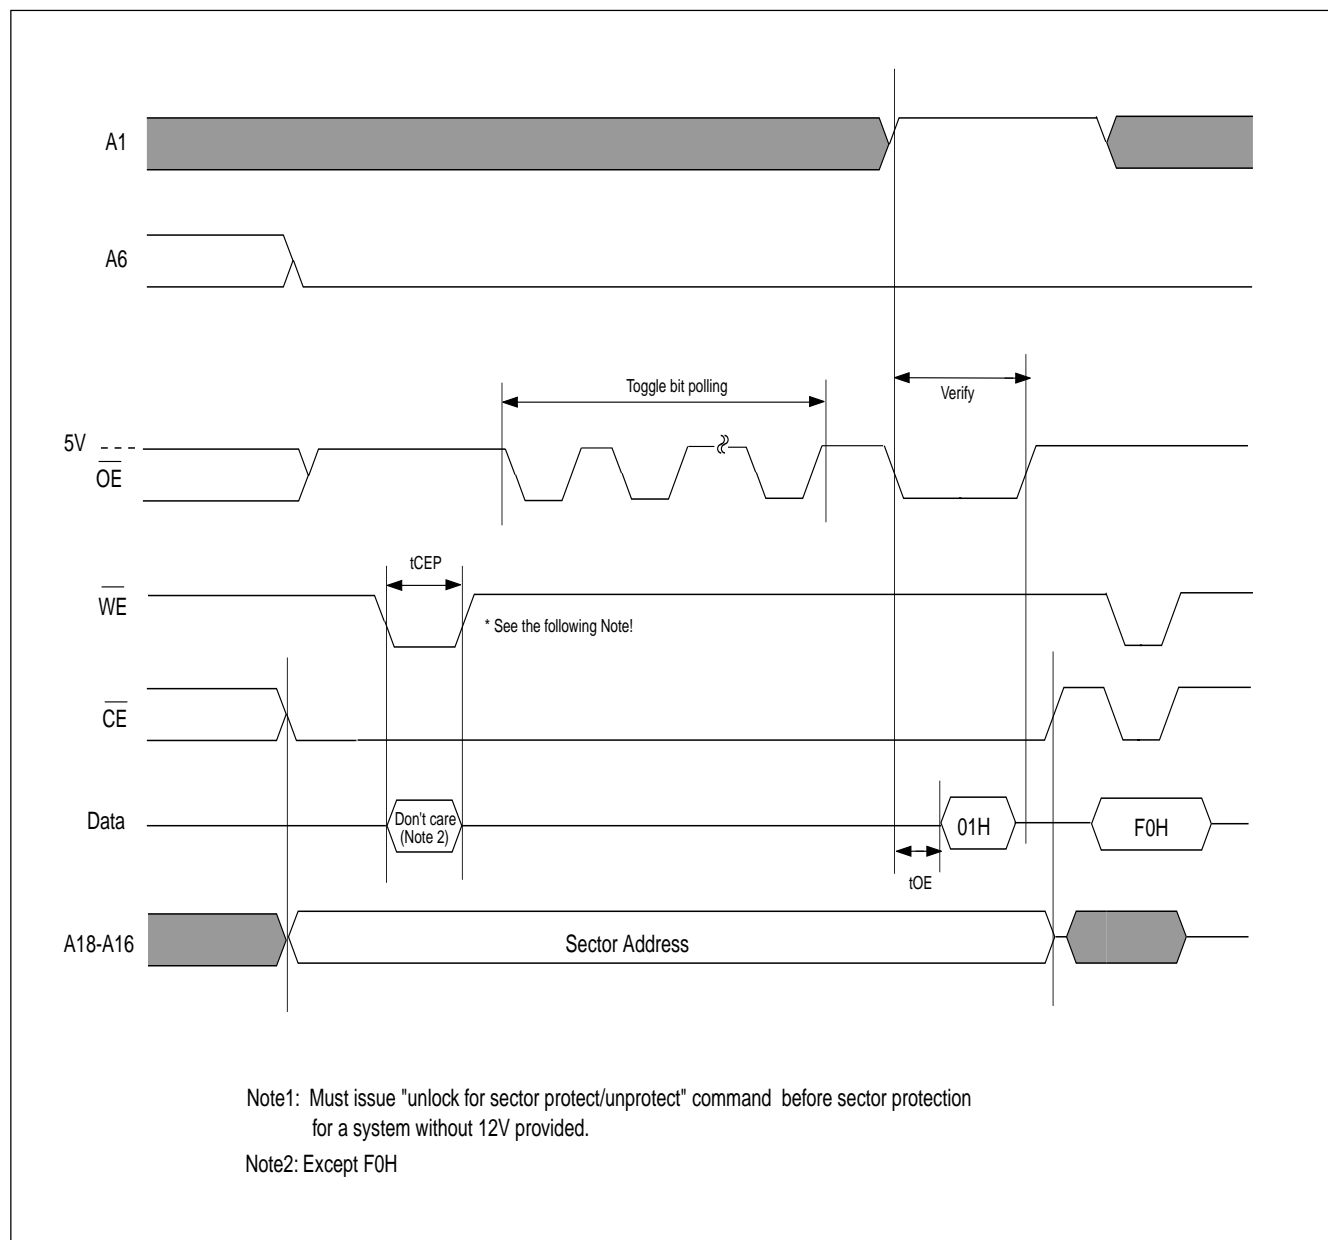 A1
A6
Toggle bit polling
Verify
5V
OE
tCEP
WE
* See the following Note!
CE
Data
Don't care
(Note 2)
01H
F0H
tOE
A18-A16
Sector Address
Note1: Must issue "unlock for sector protect/unprotect" command before sector protection
for a system without 12V provided.
Note2: Except F0H